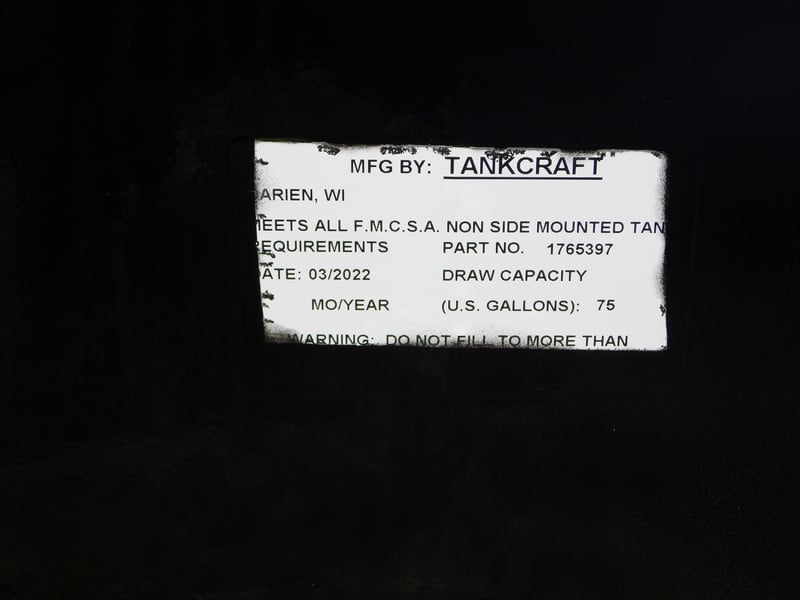 MFG BY: TANKCRAFT
ARIEN, WI
EETS ALL F.M.C.S.A. NON SIDE MOUNTED TAN
REQUIREMENTS PART NO. 1765397
DATE: 03/2022 DRAW CAPACITY
MO/YEAR (U.S. GALLONS): 75
WARNING: DO NOT FILL TO MORE THAN